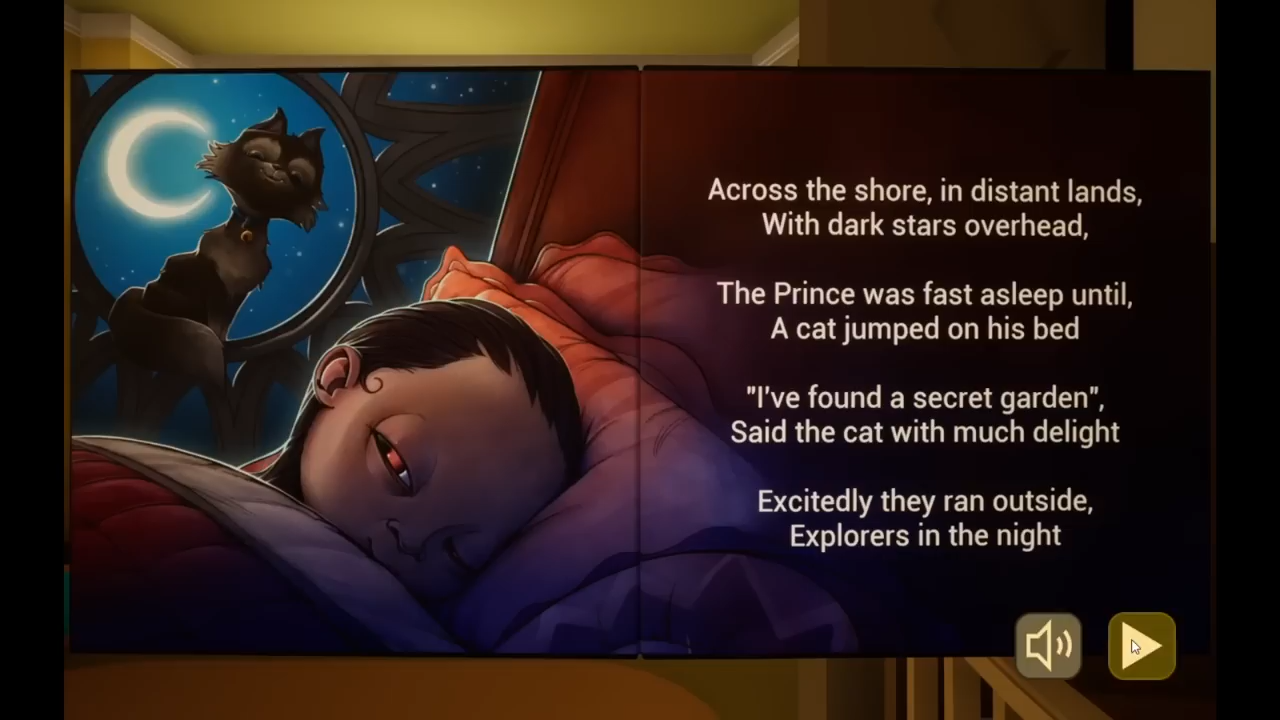 Across the shore, in distant lands,
With dark stars overhead,
The Prince was fast asleep until,
A cat jumped on his bed
"I've found a secret garden",
Said the cat with much delight
Excitedly they ran outside,
Explorers in the night